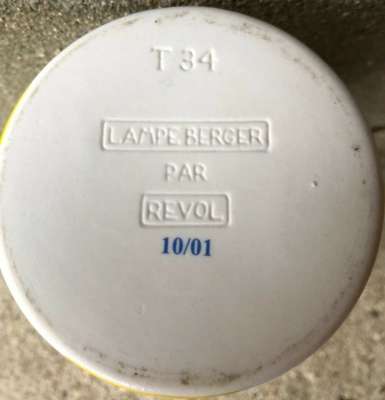 T 34
LAMPE BERGER
PAR
REVOL
10/01